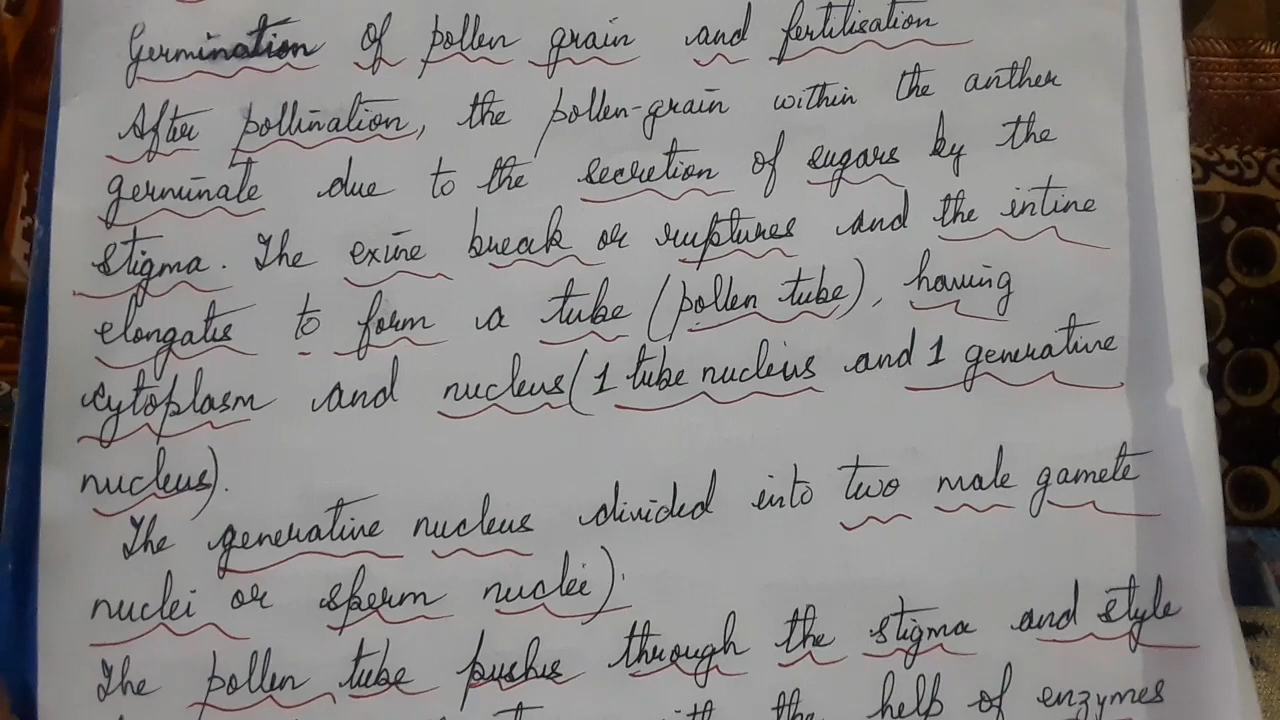 Germination of pollen grain and fertilisation
After pollination, the pollen-grain within the anther
germinate due to the secretion of sugars by the
stigma. The exine break or ruptures and the intine
elongates to form a tube (pollen tube), having
cytoplasm and nucleus (1 tube nucleus and 1 generative
nucleus).
The generative nucleus divided into two male gamete
nuclei or sperm nuclei).
The pollen tube pushes through the stigma and style
with the help of enzymes